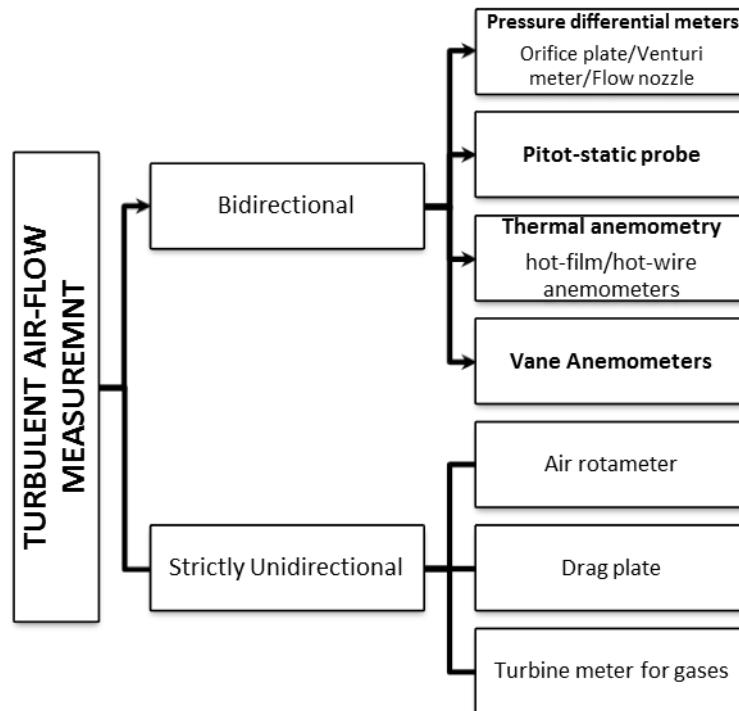 TURBULENT AIR-FLOW
MEASUREMNT
Bidirectional
Pressure differential meters
Orifice plate/Venturi
meter/Flow nozzle
Pitot-static probe
Thermal anemometry
hot-film/hot-wire
anemometers
Vane Anemometers
Strictly Unidirectional
Air rotameter
Drag plate
Turbine meter for gases